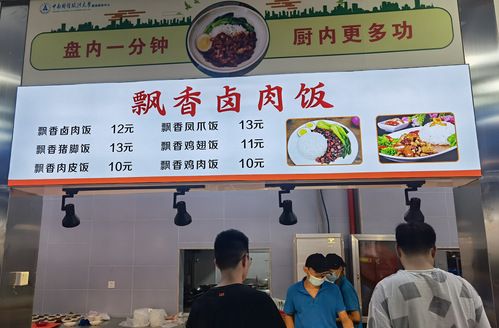 盘内一分钟 厨内更多功
飘香卤肉饭
飘香卤肉饭 12元 飘香凤爪饭 13元
飘香猪脚饭 13元 飘香鸡翅饭 11元
飘香肉皮饭 10元 飘香鸡肉饭 10元